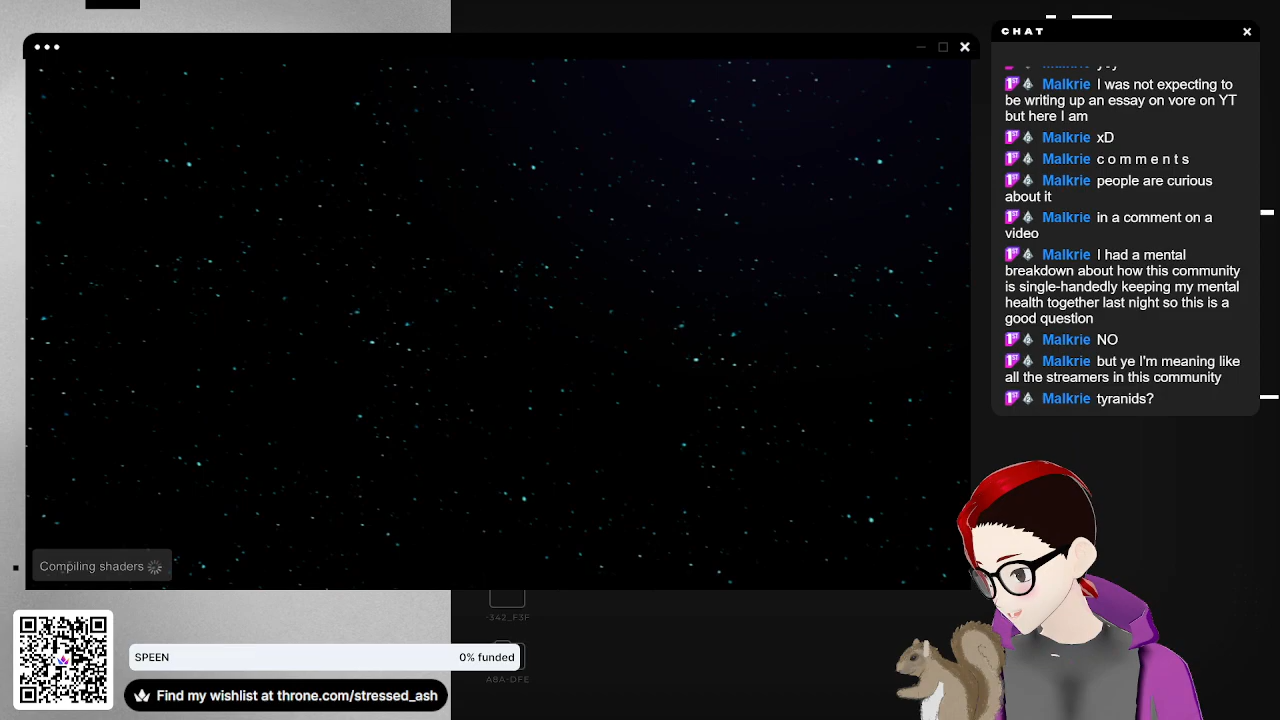 CHAT
Malkrie I was not expecting to
be writing up an essay on vore on YT
but here I am
Malkrie xD
Malkrie c o m m e n t s
Malkrie people are curious
about it
Malkrie in a comment on a
video
Malkrie I had a mental
breakdown about how this community
is single-handedly keeping my mental
health together last night so this is a
good question
Malkrie NO
Malkrie but ye I'm meaning like
all the streamers in this community
Malkrie tyranids?
Compiling shaders
-342_F3F
SPEEN 0% funded
A8A-DFE
Find my wishlist at throne.com/stressed_ash